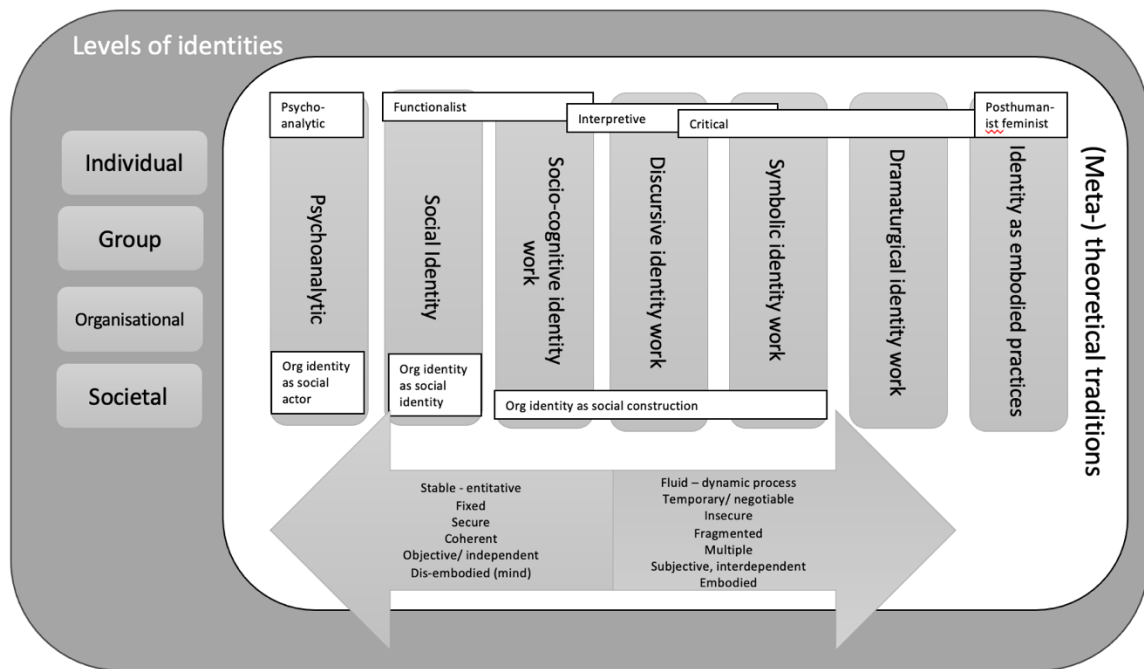 Levels of identities
Individual
Group
Organisational
Societal
Psycho-
analytic
Functionalist
Interpretive
Critical
Posthuman-
ist feminist
Psychoanalytic
Social Identity
Socio-cognitive identity
work
Discursive identity work
Symbolic identity work
Dramaturgical identity work
Identity as embodied practices
(Meta-) theoretical traditions
Org identity
as social
actor
Org identity
as social
identity
Org identity as social construction
Stable - entitative
Fixed
Secure
Coherent
Objective/ independent
Dis-embodied (mind)
Fluid – dynamic process
Temporary/ negotiable
Insecure
Fragmented
Multiple
Subjective, interdependent
Embodied